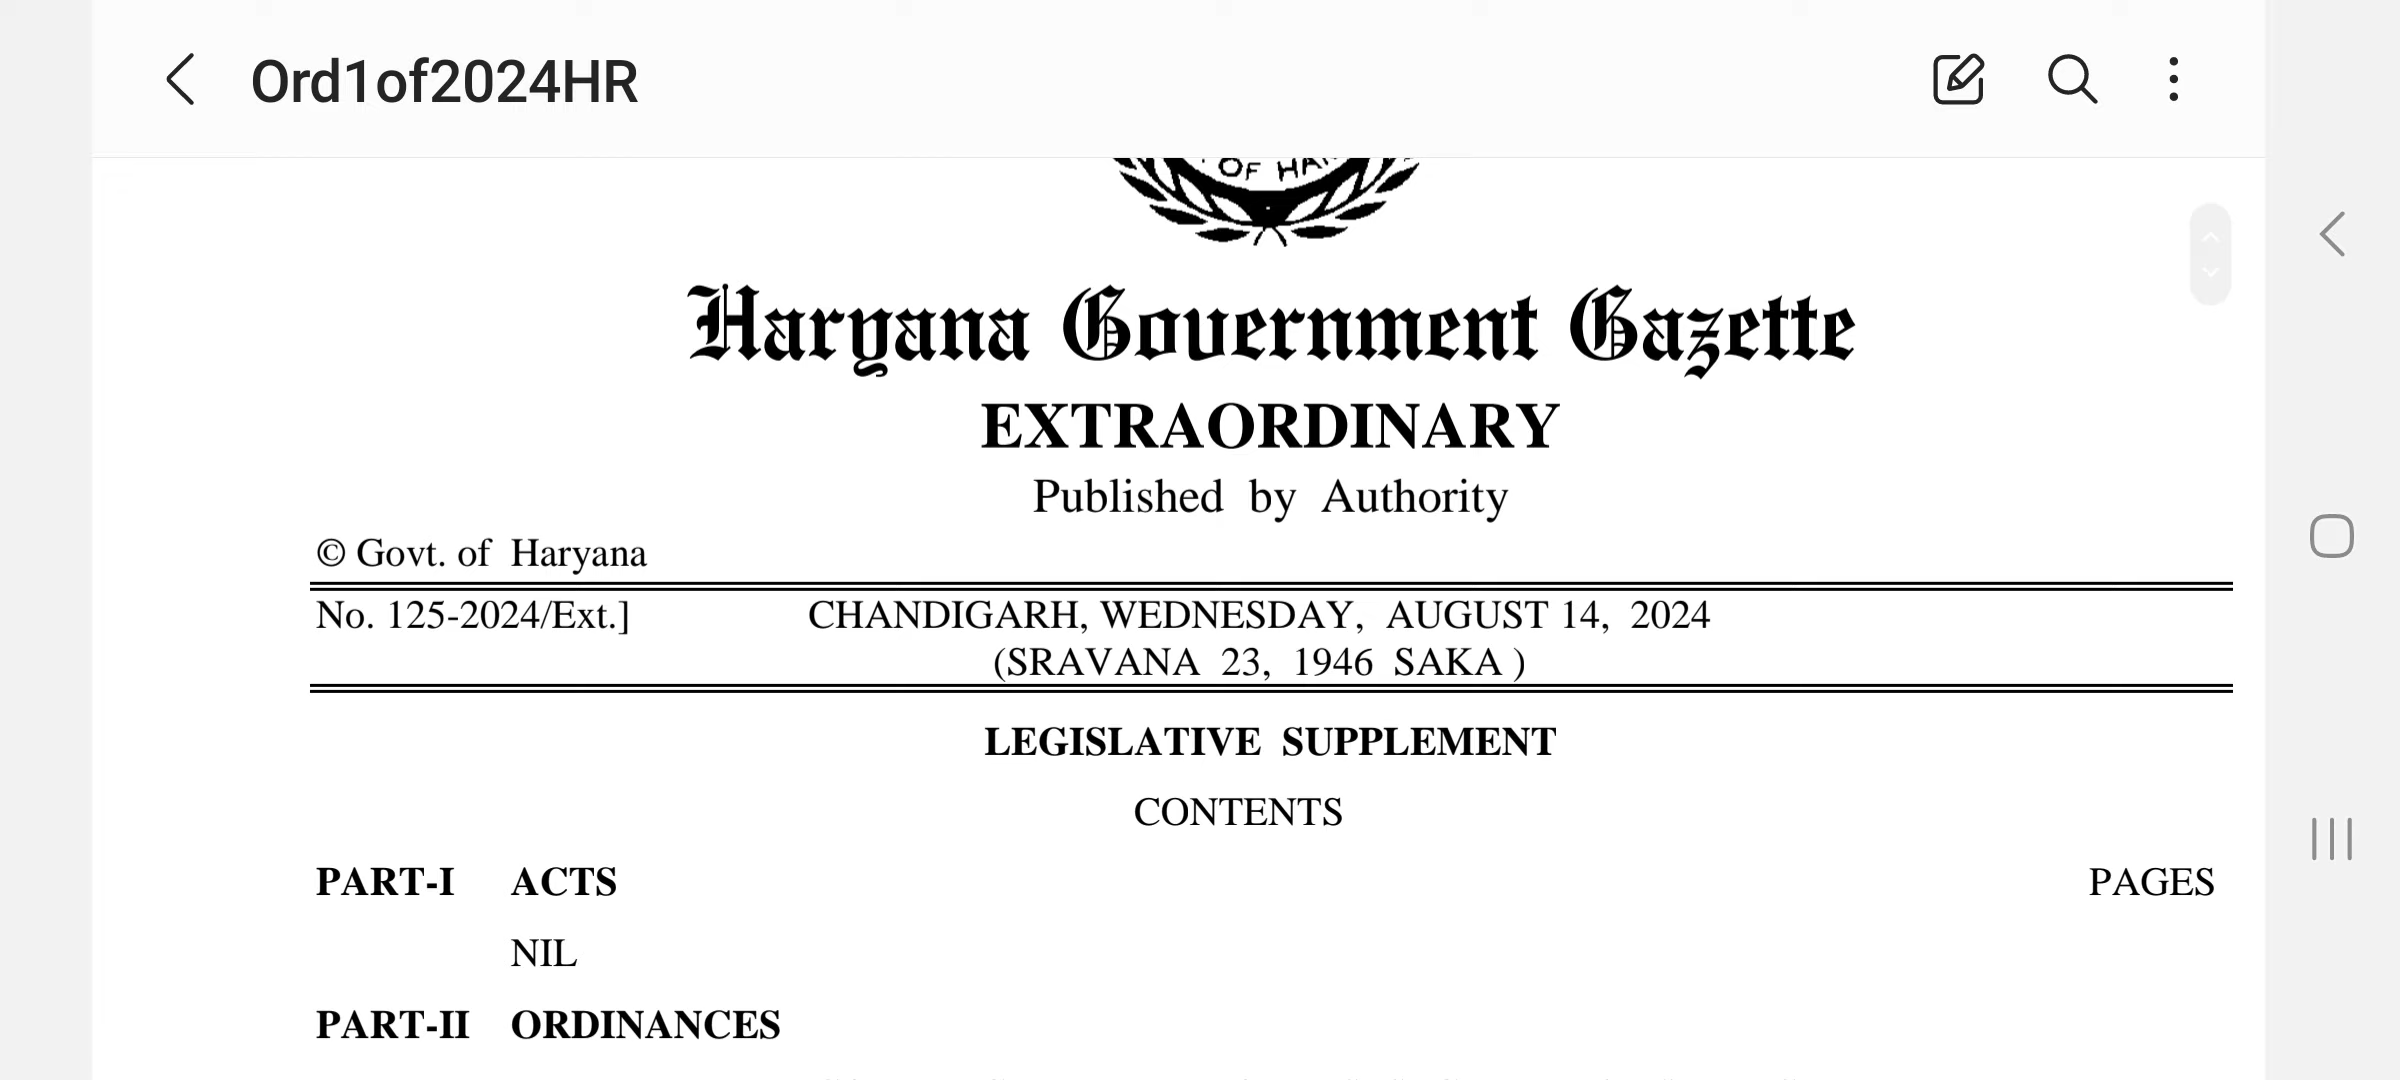 Ord1of2024HR
OF HA
Haryana Government Gazette
EXTRAORDINARY
Published by Authority
© Govt. of Haryana
No. 125-2024/Ext.] CHANDIGARH, WEDNESDAY, AUGUST 14, 2024
(SRAVANA 23, 1946 SAKA )
LEGISLATIVE SUPPLEMENT
CONTENTS
PART-I ACTS PAGES
NIL
PART-II ORDINANCES